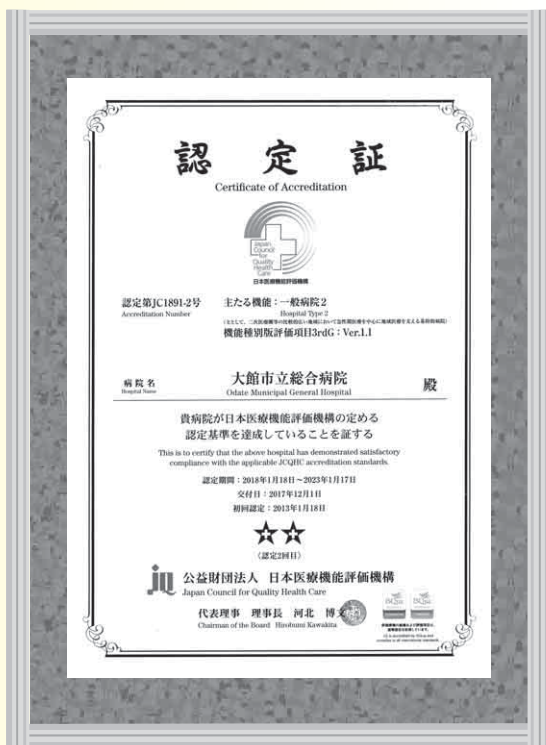 認定証
Certificate of Accreditation
Japan
Council
for
Quality
Health
Care
日本医療機能評価機構
認定第JC1891-2号
Accreditation Number
主たる機能：一般病院2
Hospital Type 2
機能種別版評価項目3rdG：Ver.1.1
病院名
Hospital Name
大館市立総合病院 殿
Odate Municipal General Hospital
貴病院が日本医療機能評価機構の定める
認定基準を達成していることを証する
This is to certify that the above hospital has demonstrated satisfactory
compliance with the applicable JCQHC accreditation standards.
認定期間：2018年1月18日～2023年1月17日
交付日：2017年12月1日
初回認定：2013年1月18日
〈認定2回目〉
jq 公益財団法人 日本医療機能評価機構
Japan Council for Quality Health Care
代表理事 理事長 河北 博文
Chairman of the Board Hirobumi Kawakita